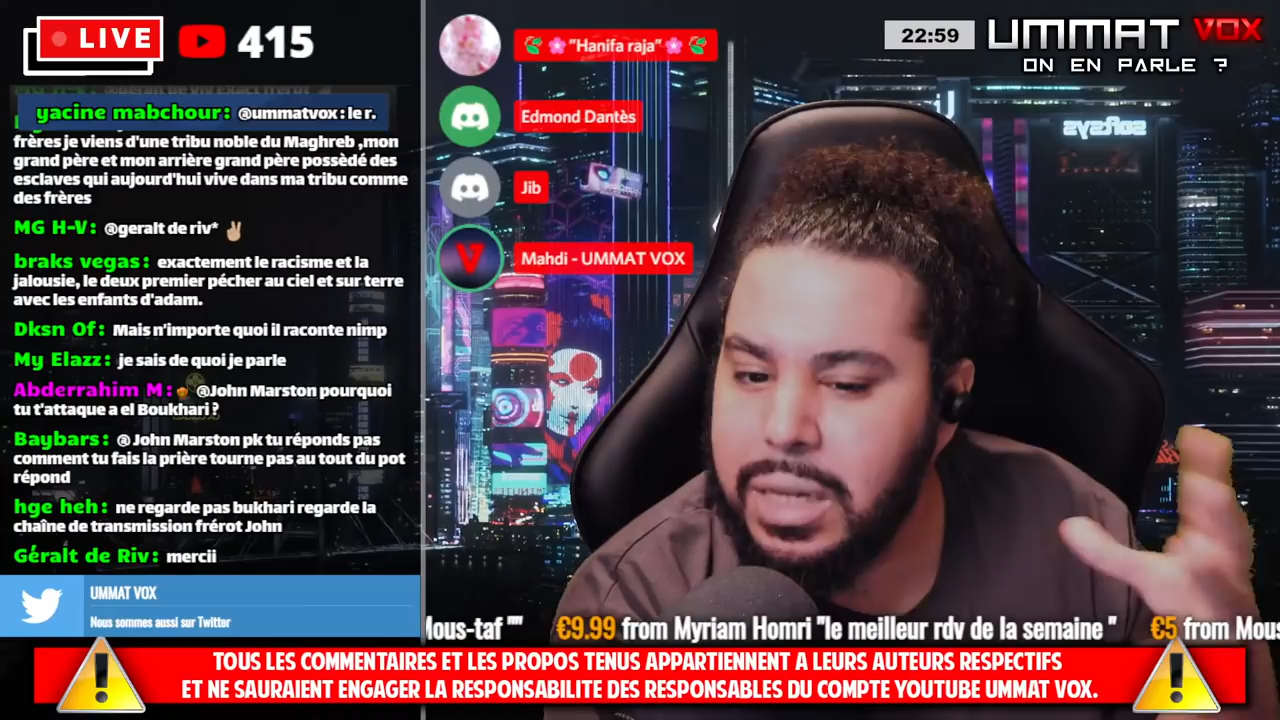 LIVE
415
yacine mabchour: @ummatvox : le r.
frères je viens d'une tribu noble du Maghreb ,mon
grand père et mon arrière grand père possèdé des
esclaves qui aujourd'hui vive dans ma tribu comme
des frères
MG H-V: @geralt de riv* ✌🏼
braks vegas: exactement le racisme et la
jalousie, le deux premier pécher au ciel et sur terre
avec les enfants d'adam.
Dksn Of: Mais n'importe quoi il raconte nimp
My Elazz: je sais de quoi je parle
Abderrahim M: @John Marston pourquoi
tu t'attaque a el Boukhari ?
Baybars: @ John Marston pk tu réponds pas
comment tu fais la prière tourne pas au tout du pot
répond
hge heh: ne regarde pas bukhari regarde la
chaîne de transmission frérot John
Géralt de Riv: mercii
UMMAT VOX
Nous sommes aussi sur Twitter
"Hanifa raja"
Edmond Dantès
Jib
Mahdi - UMMAT VOX
V
22:59
UMMAT VOX
ON EN PARLE ?
sofsys
Mous-taf "" €9.99 from Myriam Homri "le meilleur rdv de la semaine " €5 from Mous
TOUS LES COMMENTAIRES ET LES PROPOS TENUS APPARTIENNENT A LEURS AUTEURS RESPECTIFS
ET NE SAURAIENT ENGAGER LA RESPONSABILITE DES RESPONSABLES DU COMPTE YOUTUBE UMMAT VOX.